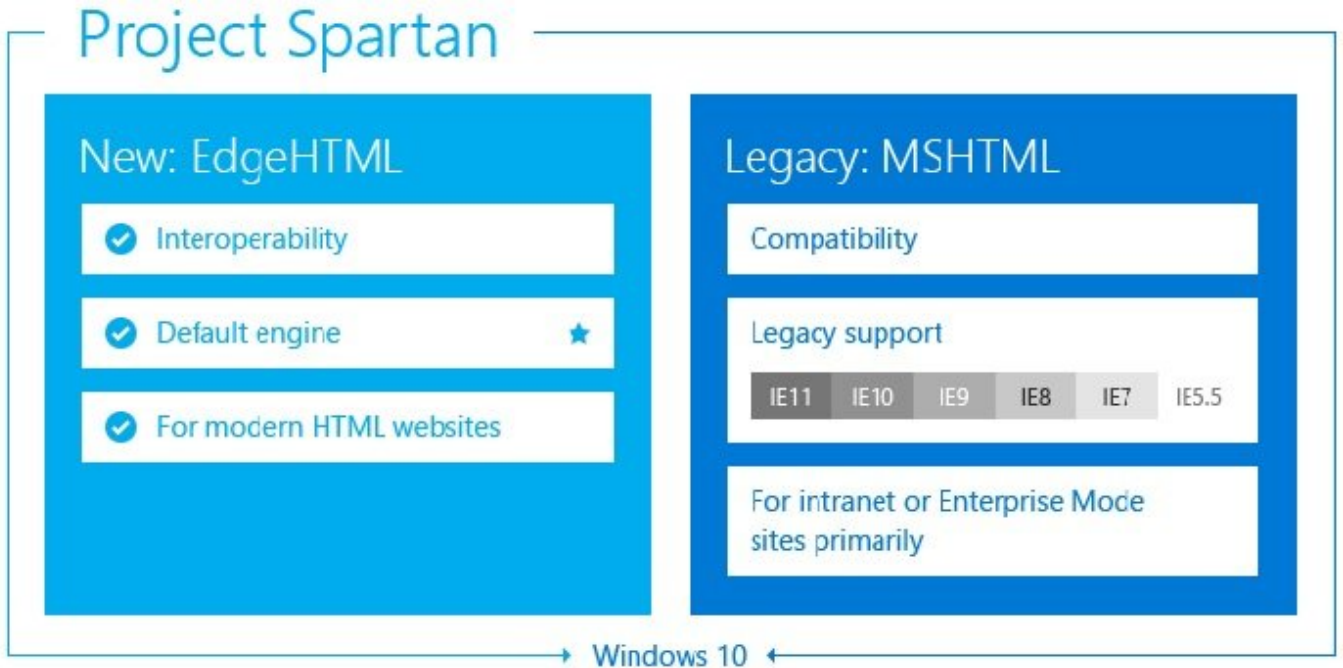 Project Spartan
New: EdgeHTML
Interoperability
Default engine
For modern HTML websites
Legacy: MSHTML
Compatibility
Legacy support
IE11 IE10 IE9 IE8 IE7 IE5.5
For intranet or Enterprise Mode
sites primarily
Windows 10